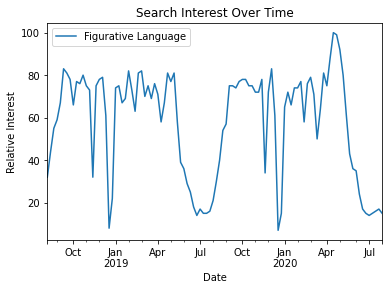 Search Interest Over Time
Figurative Language
100
80
60
40
20
Relative Interest
Oct
Jan
2019
Apr
Jul
Oct
Jan
2020
Apr
Jul
Date